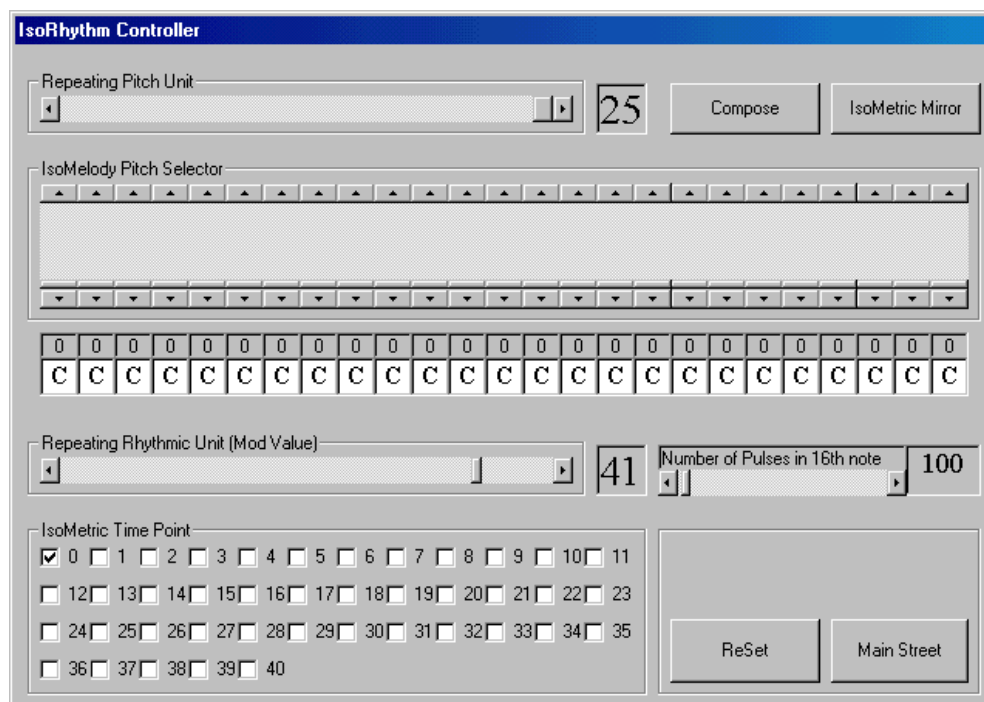 IsoRhythm Controller
Repeating Pitch Unit
25
Compose
IsoMetric Mirror
IsoMelody Pitch Selector
0 0 0 0 0 0 0 0 0 0 0 0 0 0 0 0 0 0 0 0 0 0 0 0 0
C C C C C C C C C C C C C C C C C C C C C C C C C
Repeating Rhythmic Unit (Mod Value)
41
Number of Pulses in 16th note
100
IsoMetric Time Point
0 1 2 3 4 5 6 7 8 9 10 11
12 13 14 15 16 17 18 19 20 21 22 23
24 25 26 27 28 29 30 31 32 33 34 35
36 37 38 39 40
ReSet
Main Street